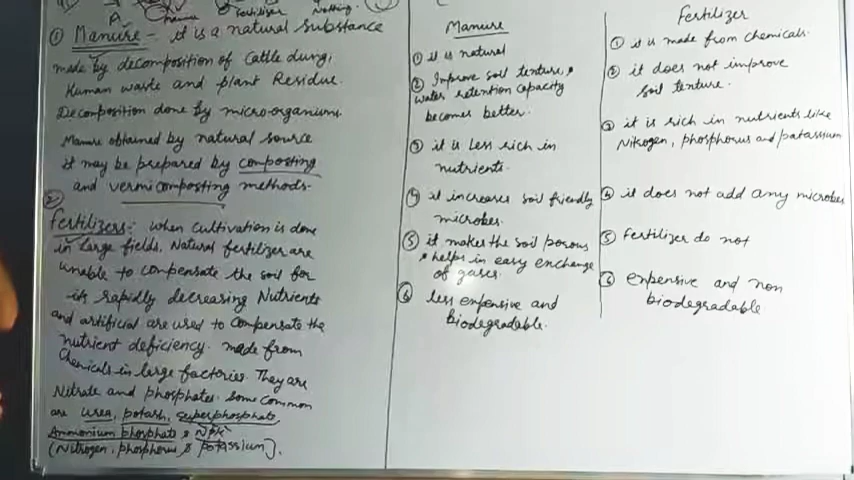 ① Manure - it is a natural substance
made by decomposition of Cattle dung,
Human waste and plant Residue.
Decomposition done by microorganism.
Manure obtained by natural source
it may be prepared by composting
and vermicomposting methods.
②
Fertilizers: when cultivation is done
in large fields. Natural fertilizer are
unable to compensate the soil for
its rapidly decreasing Nutrients
and artificial are used to compensate the
nutrient deficiency. made from
Chemicals in large factories. They are
Nitrate and phosphates. Some common
are urea, potash, superphosphate
Ammonium phosphate & NPK
(Nitrogen, phosphorus & potassium).
Manure
① it is natural
② Improve soil tenture,
water retention capacity
becomes better.
③ it is Less rich in
nutrients.
④ it increases soil friendly
microbes.
⑤ it makes the soil porous
helps in easy enchange
of gases.
⑥ less enpensive and
Biodegradable.
Fertilizer
① it is made from chemicals.
② it does not improve
soil tenture.
③ it is rich in nutrients like
Nitrogen, phosphorus and patassium
④ it does not add any microbes
⑤ Fertilizer do not
⑥ enpensive and non
biodegradable